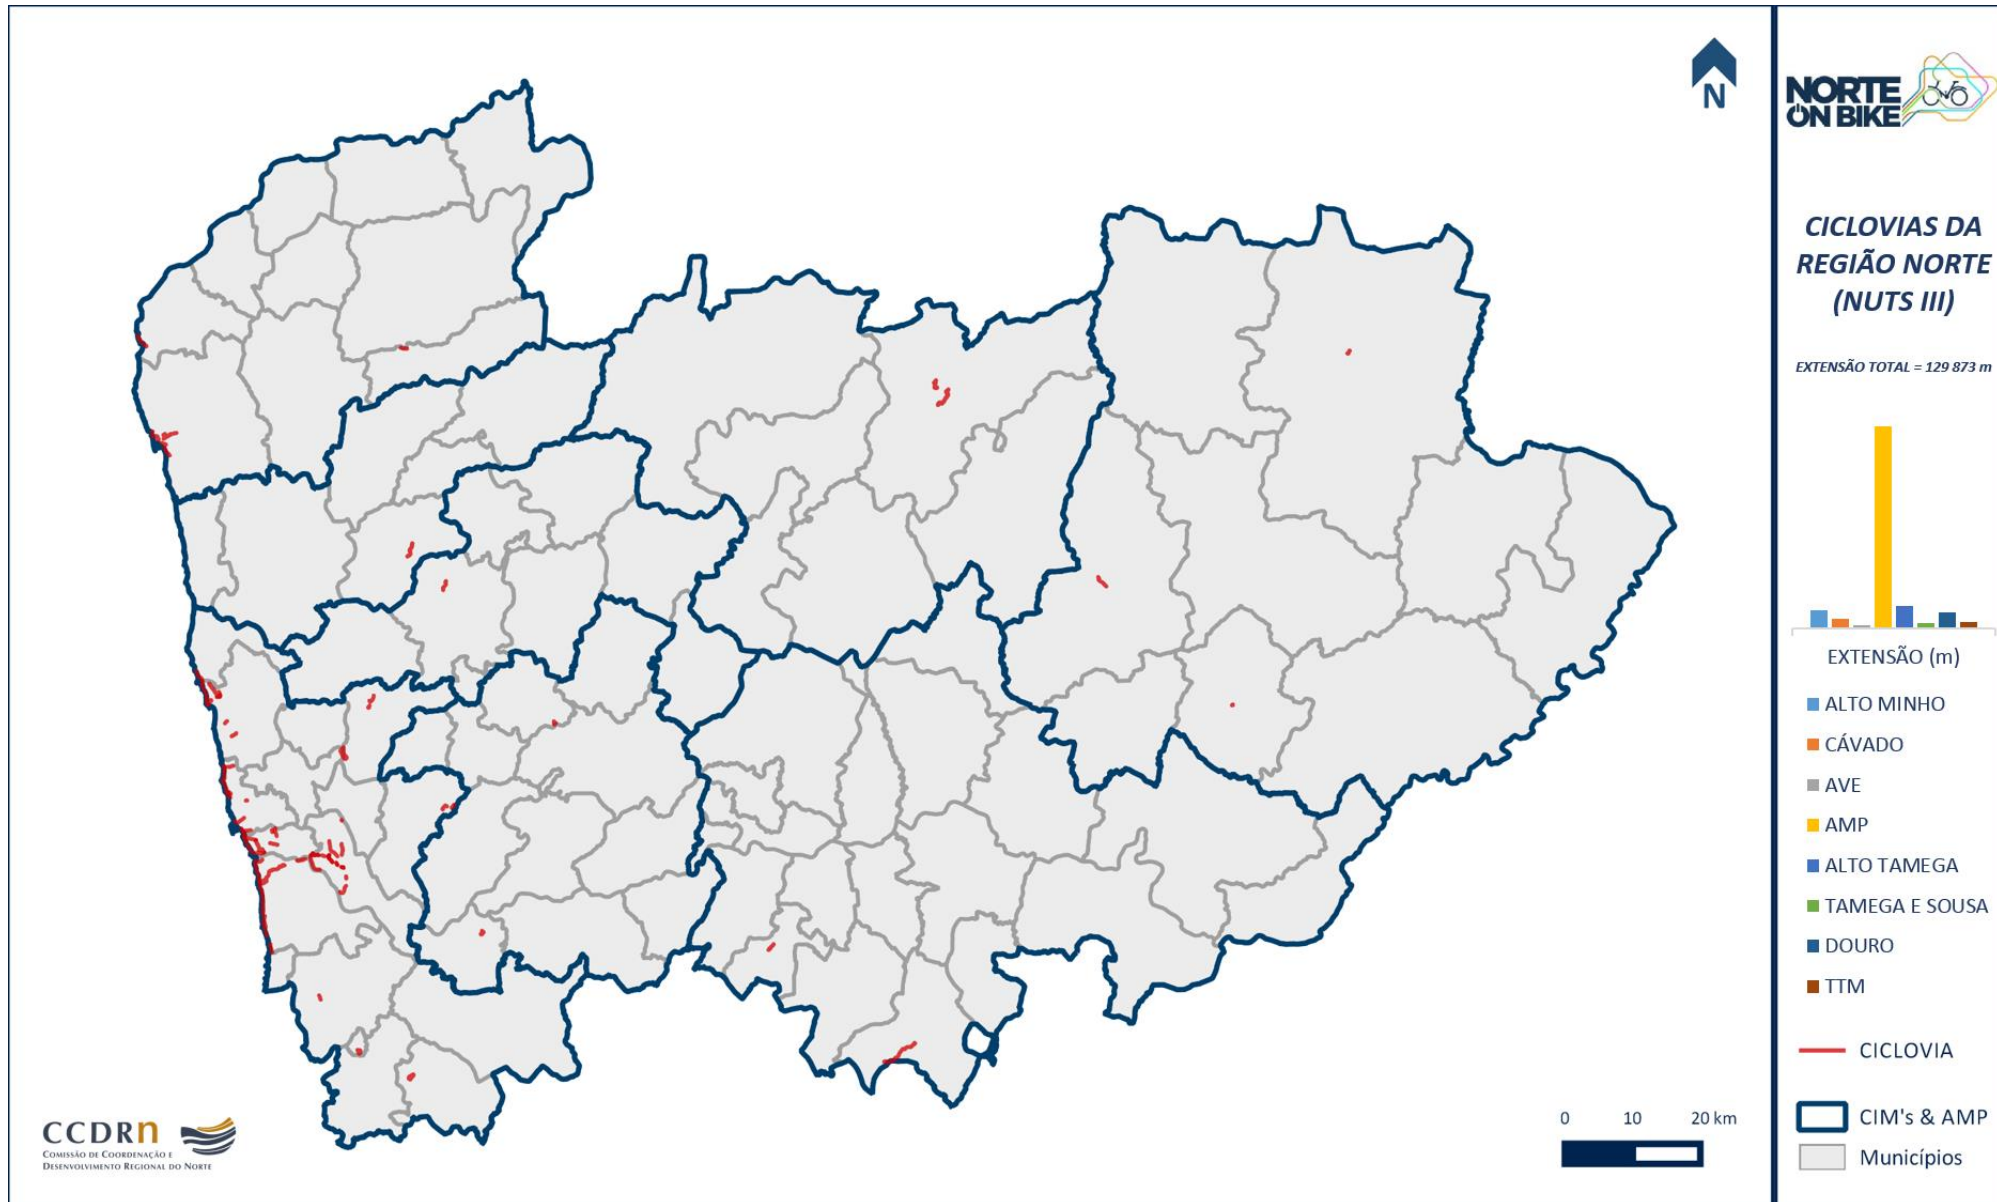 N
NORTE
ON BIKE
CICLOVIAS DA
REGIÃO NORTE
(NUTS III)
EXTENSÃO TOTAL = 129 873 m
EXTENSÃO (m)
ALTO MINHO
CÁVADO
AVE
AMP
ALTO TAMEGA
TAMEGA E SOUSA
DOURO
TTM
CICLOVIA
CIM's & AMP
Municípios
0 10 20 km
CCDRn
COMISSÃO DE COORDENAÇÃO E
DESENVOLVIMENTO REGIONAL DO NORTE